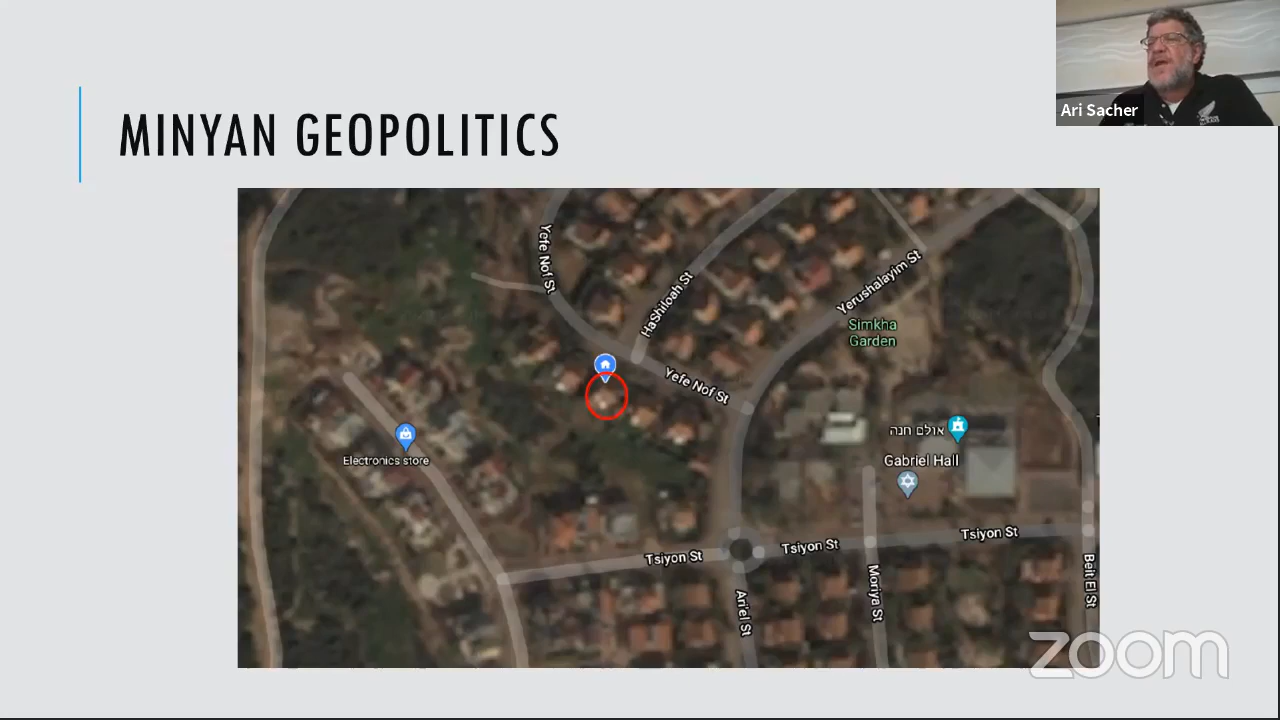 MINYAN GEOPOLITICS
Ari Sacher
Yefe Nof St
HaShiloah St
Yerushalayim St
Simkha
Garden
Yefe Nof St
אולם חנה
Electronics store
Gabriel Hall
Tsiyon St
Tsiyon St
Tsiyon St
Ari'el St
Moriya St
Beit El St
zoom